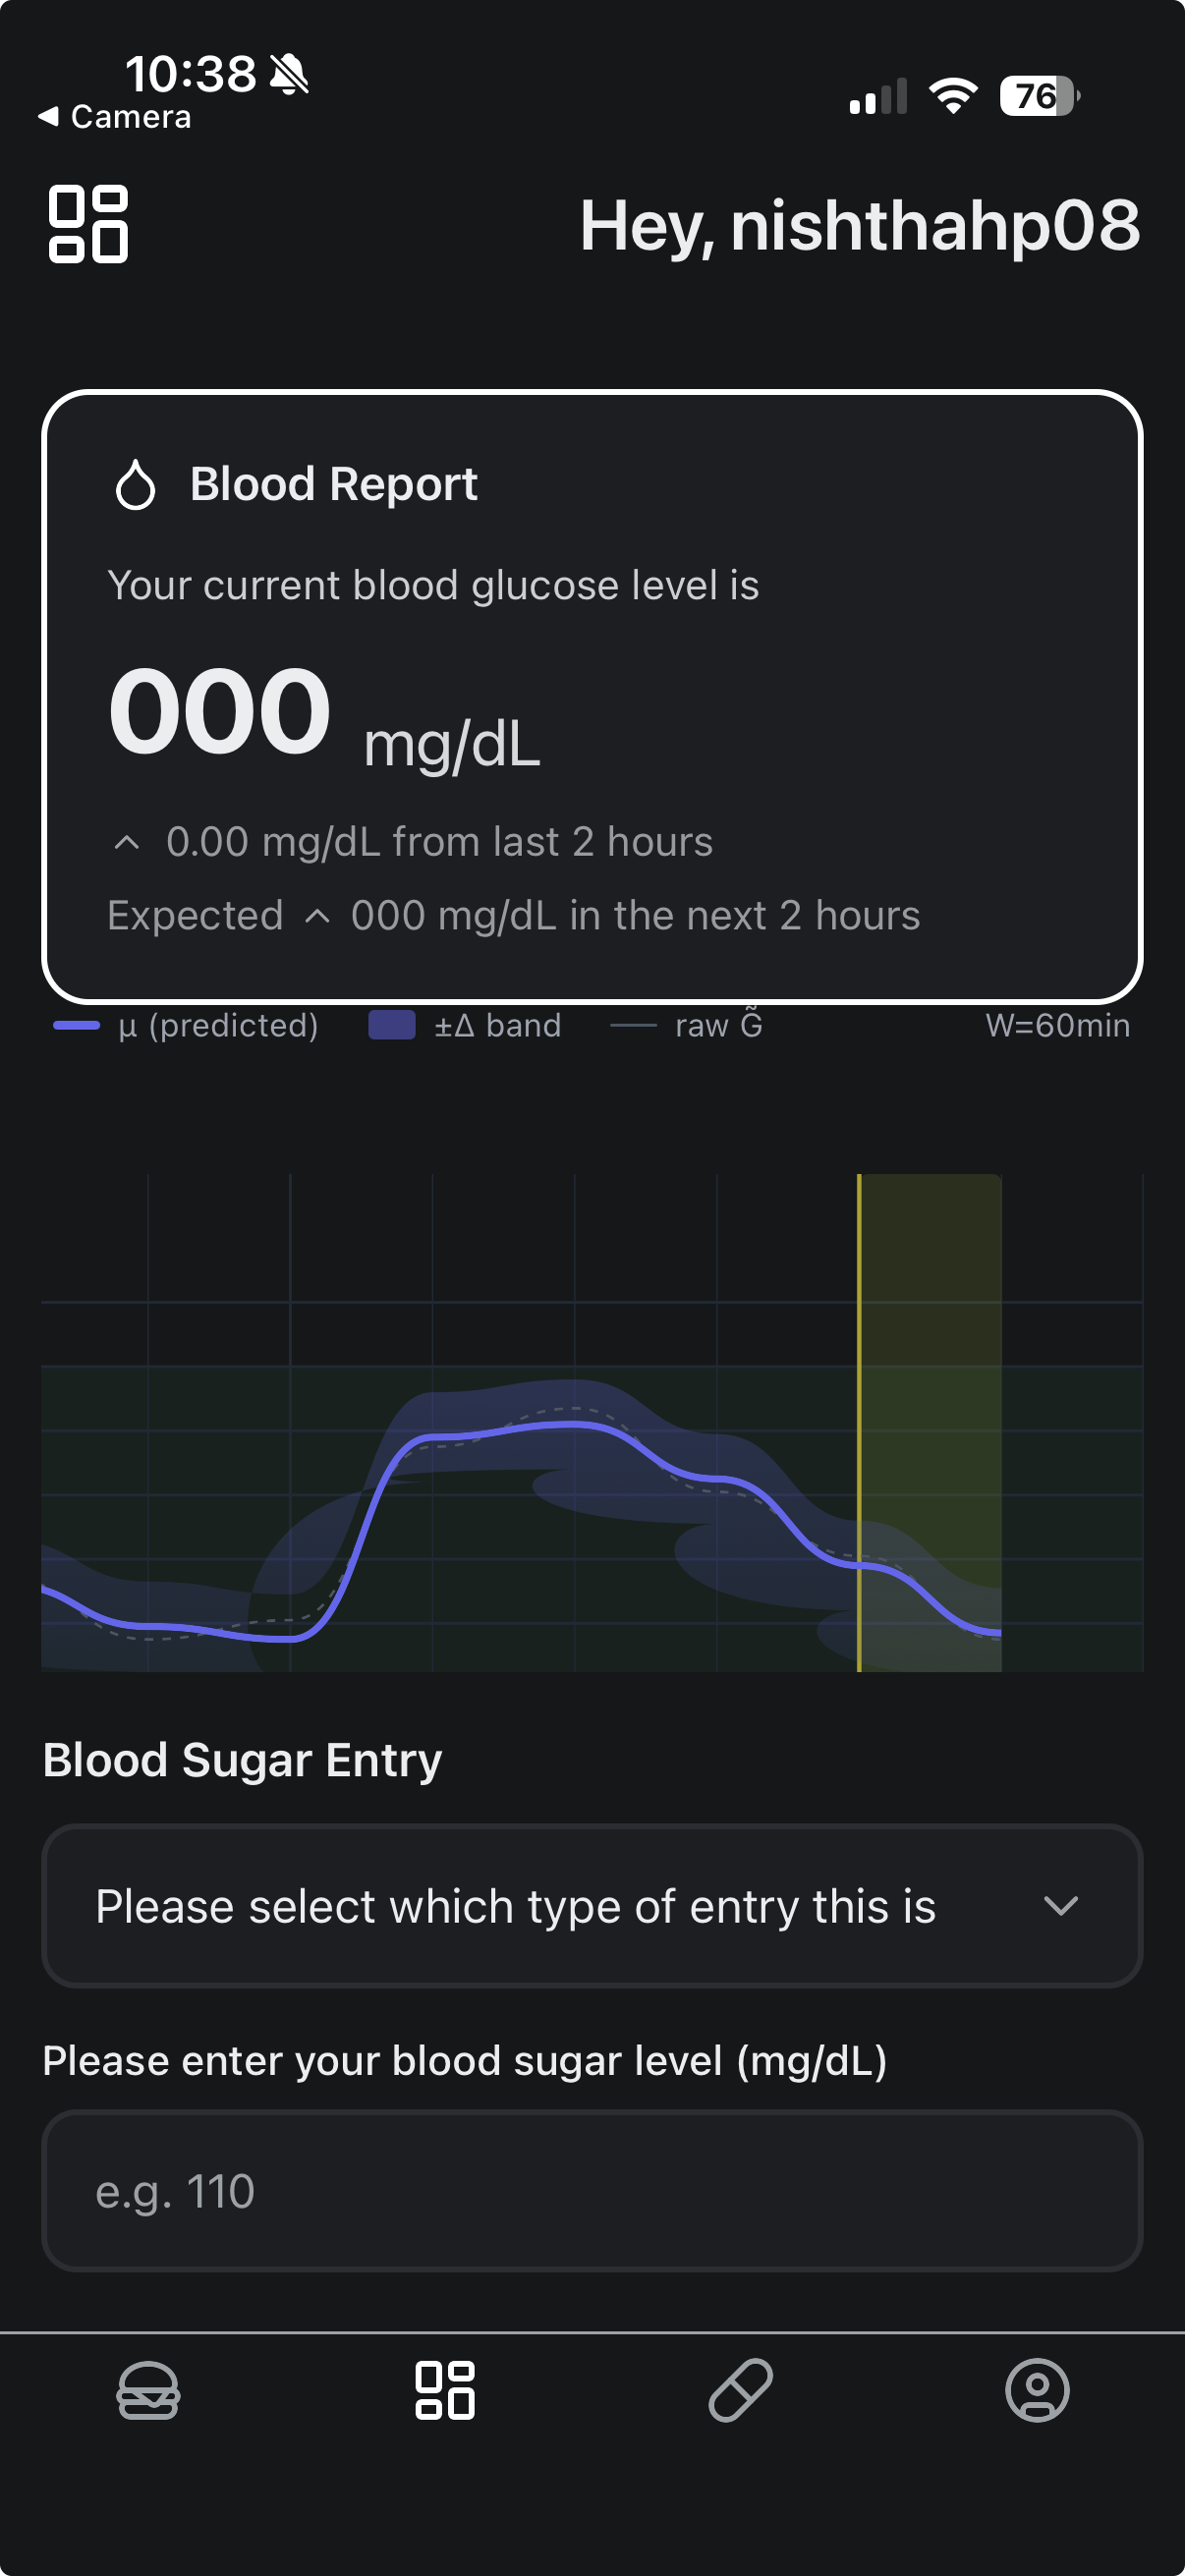 10:38
Camera
76
Hey, nishthahp08
Blood Report
Your current blood glucose level is
000 mg/dL
0.00 mg/dL from last 2 hours
Expected ^ 000 mg/dL in the next 2 hours
μ (predicted) ±Δ band raw G̃ W=60min
Blood Sugar Entry
Please select which type of entry this is
Please enter your blood sugar level (mg/dL)
e.g. 110